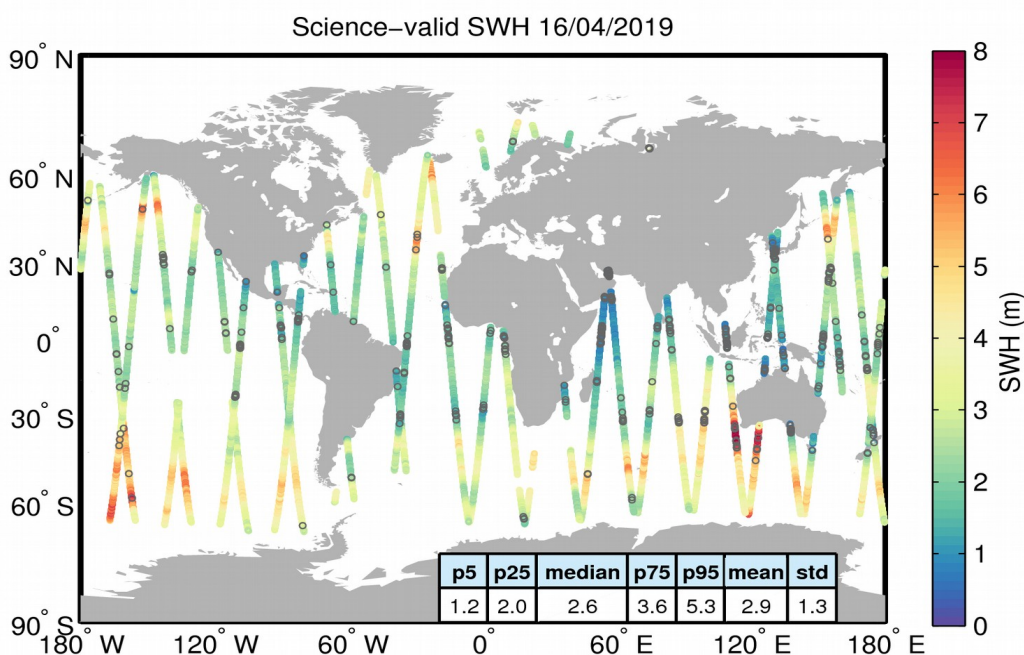 Science−valid SWH 16/04/2019
90° N
60° N
30° N
0°
30° S
60° S
90° S
180° W
120° W
60° W
0°
60° E
120° E
180° E
8
7
6
5
4
3
2
1
0
SWH (m)
p5 p25 median p75 p95 mean std
1.2 2.0 2.6 3.6 5.3 2.9 1.3